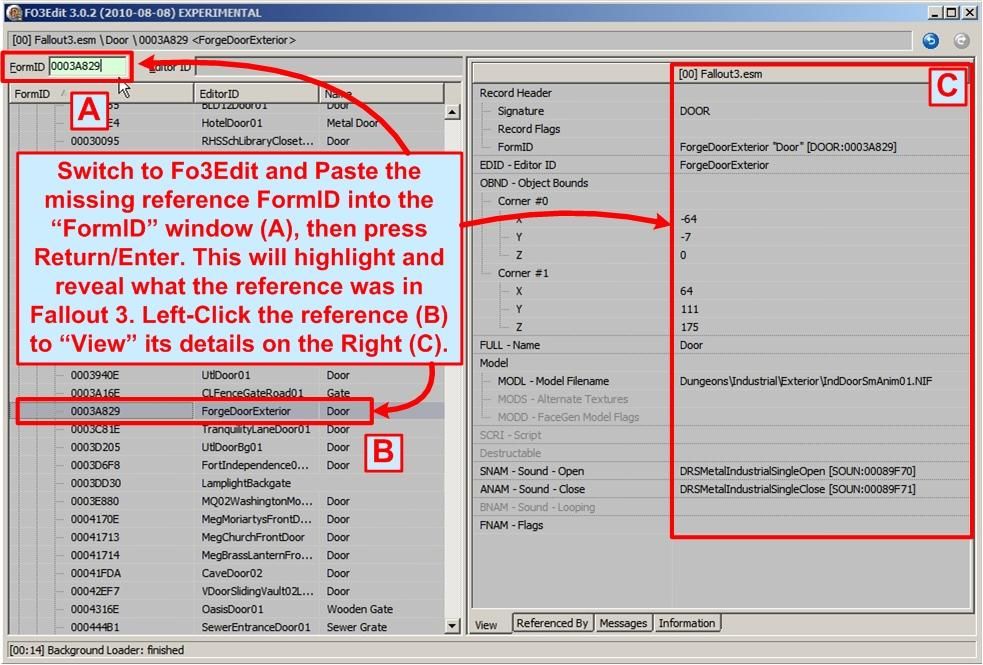 FO3Edit 3.0.2 (2010-08-08) EXPERIMENTAL
[00] Fallout3.esm \ Door \ 0003A829 <ForgeDoorExterior>
FormID 0003A829 Editor ID
A
FormID EditorID Name
BLD12Door01 Door
E4 HotelDoor01 Metal Door
00030095 RHSSchLibraryCloset... Door
Switch to Fo3Edit and Paste the
missing reference FormID into the
“FormID” window (A), then press
Return/Enter. This will highlight and
reveal what the reference was in
Fallout 3. Left-Click the reference (B)
to “View” its details on the Right (C).
0003940E UtlDoor01 Door
0003A16E CLFenceGateRoad01 Gate
0003A829 ForgeDoorExterior Door
0003C81E TranquilityLaneDoor01 Door
0003D205 UtlDoorBg01 Door
B
0003D6F8 FortIndependence0... Door
0003DD30 LamplightBackgate
0003E880 MQ02WashingtonMo... Door
0004170E MegMoriartysFrontD... Door
00041713 MegChurchFrontDoor Door
00041714 MegBrassLanternFro... Door
00041FDA CaveDoor02 Door
00042EF7 VDoorSlidingVault02L... Door
0004316E OasisDoor01 Wooden Gate
000444B1 SewerEntranceDoor01 Sewer Grate
[00] Fallout3.esm
C
Record Header
Signature DOOR
Record Flags
FormID ForgeDoorExterior "Door" [DOOR:0003A829]
EDID - Editor ID ForgeDoorExterior
OBND - Object Bounds
Corner #0
X -64
Y -7
Z 0
Corner #1
X 64
Y 111
Z 175
FULL - Name Door
Model
MODL - Model Filename Dungeons\Industrial\Exterior\IndDoorSmAnim01.NIF
MODS - Alternate Textures
MODD - FaceGen Model Flags
SCRI - Script
Destructable
SNAM - Sound - Open DRSMetalIndustrialSingleOpen [SOUN:00089F70]
ANAM - Sound - Close DRSMetalIndustrialSingleClose [SOUN:00089F71]
BNAM - Sound - Looping
FNAM - Flags
View Referenced By Messages Information
[00:14] Background Loader: finished